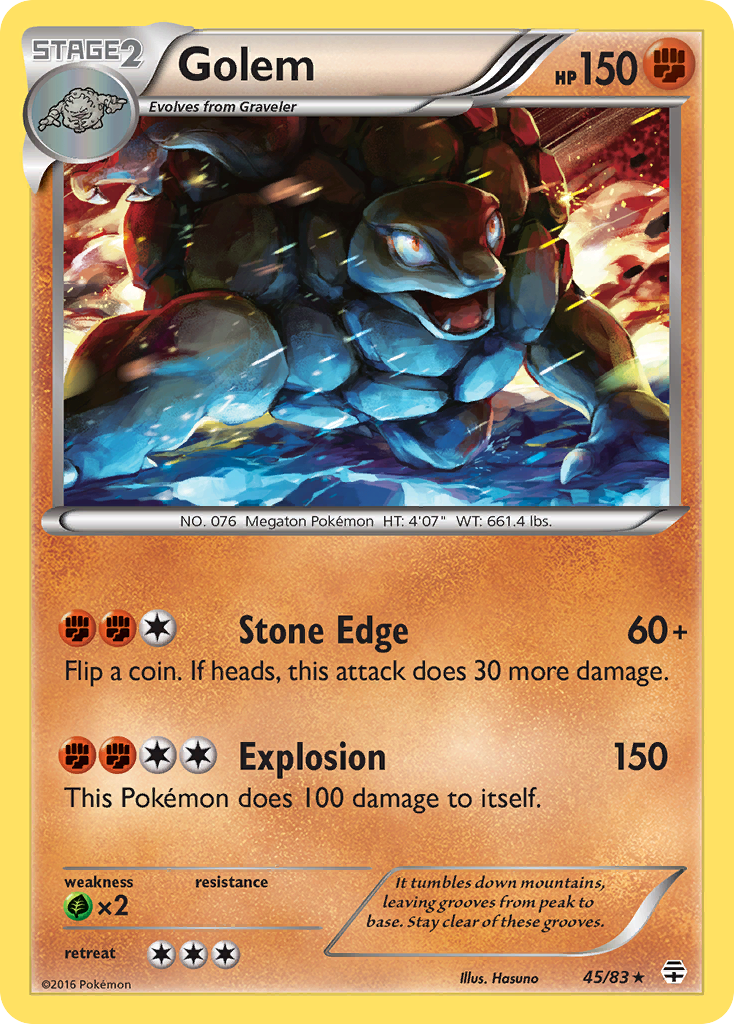 STAGE2
Golem
HP150
Evolves from Graveler
NO. 076 Megaton Pokémon HT: 4'07" WT: 661.4 lbs.
Stone Edge 60+
Flip a coin. If heads, this attack does 30 more damage.
Explosion 150
This Pokémon does 100 damage to itself.
weakness resistance
×2
retreat
It tumbles down mountains,
leaving grooves from peak to
base. Stay clear of these grooves.
©2016 Pokémon
Illus. Hasuno
45/83★